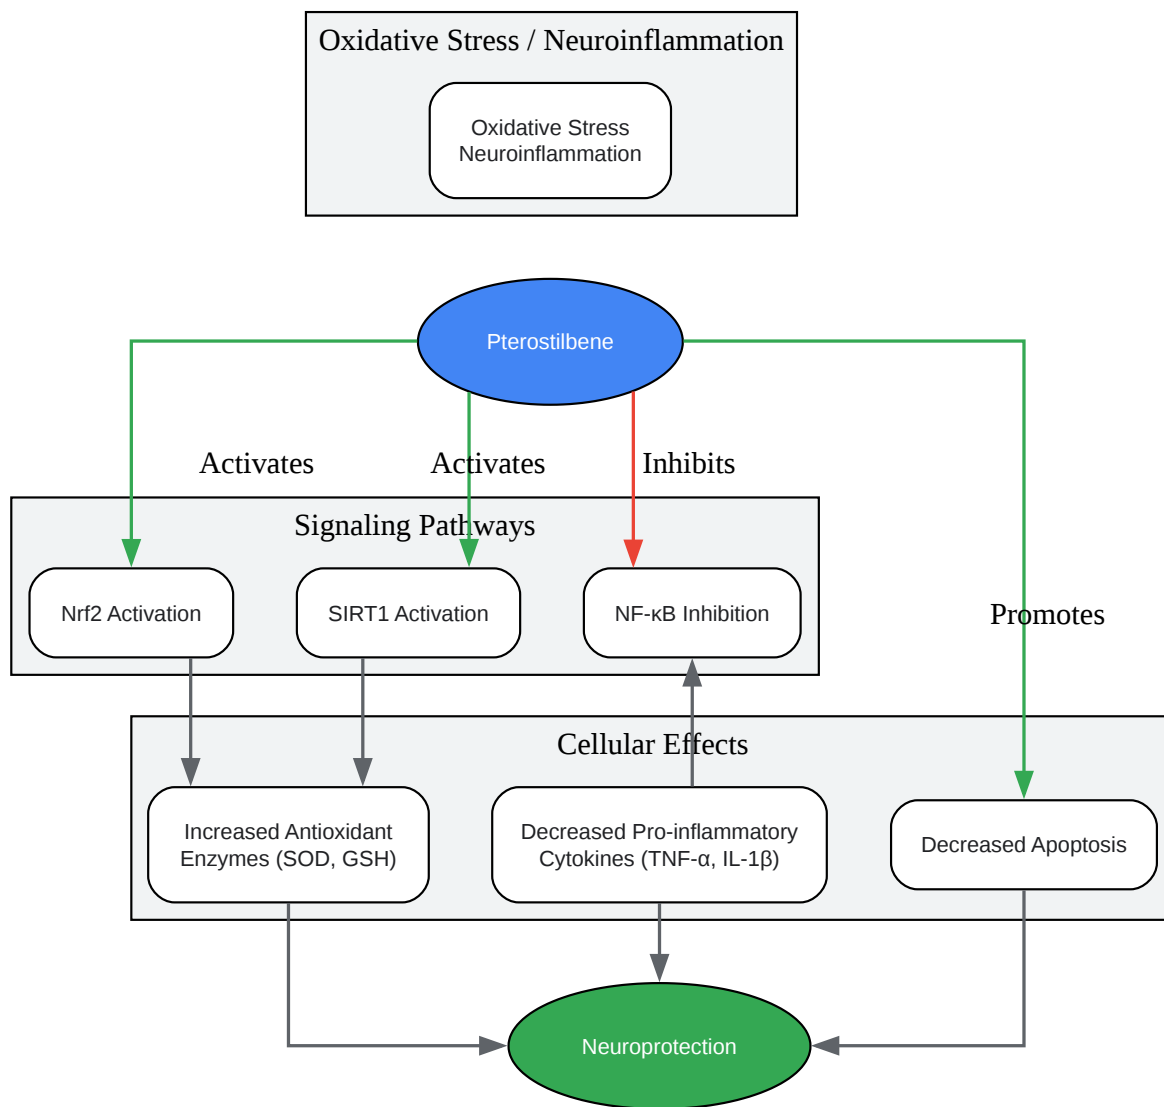 Oxidative Stress / Neuroinflammation
Oxidative Stress
Neuroinflammation
Pterostilbene
Activates
Activates
Inhibits
Signaling Pathways
Nrf2 Activation
SIRT1 Activation
NF-κB Inhibition
Promotes
Cellular Effects
Increased Antioxidant
Enzymes (SOD, GSH)
Decreased Pro-inflammatory
Cytokines (TNF-α, IL-1β)
Decreased Apoptosis
Neuroprotection